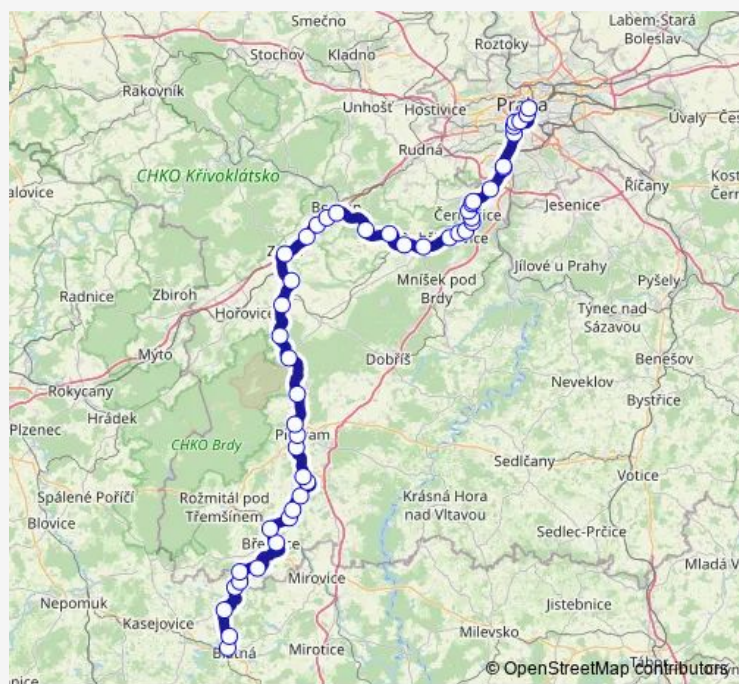 Smečno
Labem-Stará
Boleslav
Roztoky
Stochov
Kladno
Rakovník
Unhošť
Hostivice
Praha
Úvaly
Rudná
CHKO Křivoklátsko
Říčany
Jesenice
Zbiroh
Radnice
Hořovice
Mníšek pod
Brdy
Jílové u Prahy
Pyšely
Týnec nad
Sázavou
Mýto
Dobříš
Benešov
Rokycany
Neveklov
Bystřice
Hrádek
Plzenec
CHKO Brdy
Sedlčany
Votice
Spálené Poříčí
Rožmitál pod
Třemšínem
Krásná Hora
nad Vltavou
Blovice
Sedlec-Prčice
Mirovice
Nepomuk
Jistebnice
Kasejovice
Milevsko
Mirotice
© OpenStreetMap contributors